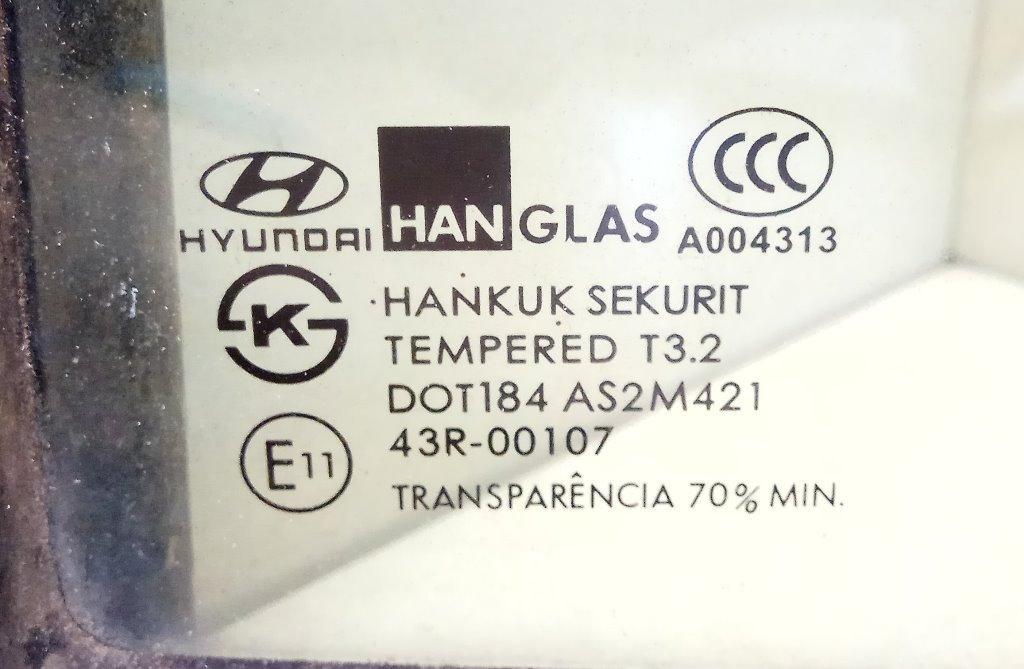 HYUNDAI
HANGLAS
CCC
A004313
K
HANKUK SEKURIT
TEMPERED T3.2
DOT184 AS2M421
E11
43R-00107
TRANSPARÊNCIA 70% MIN.